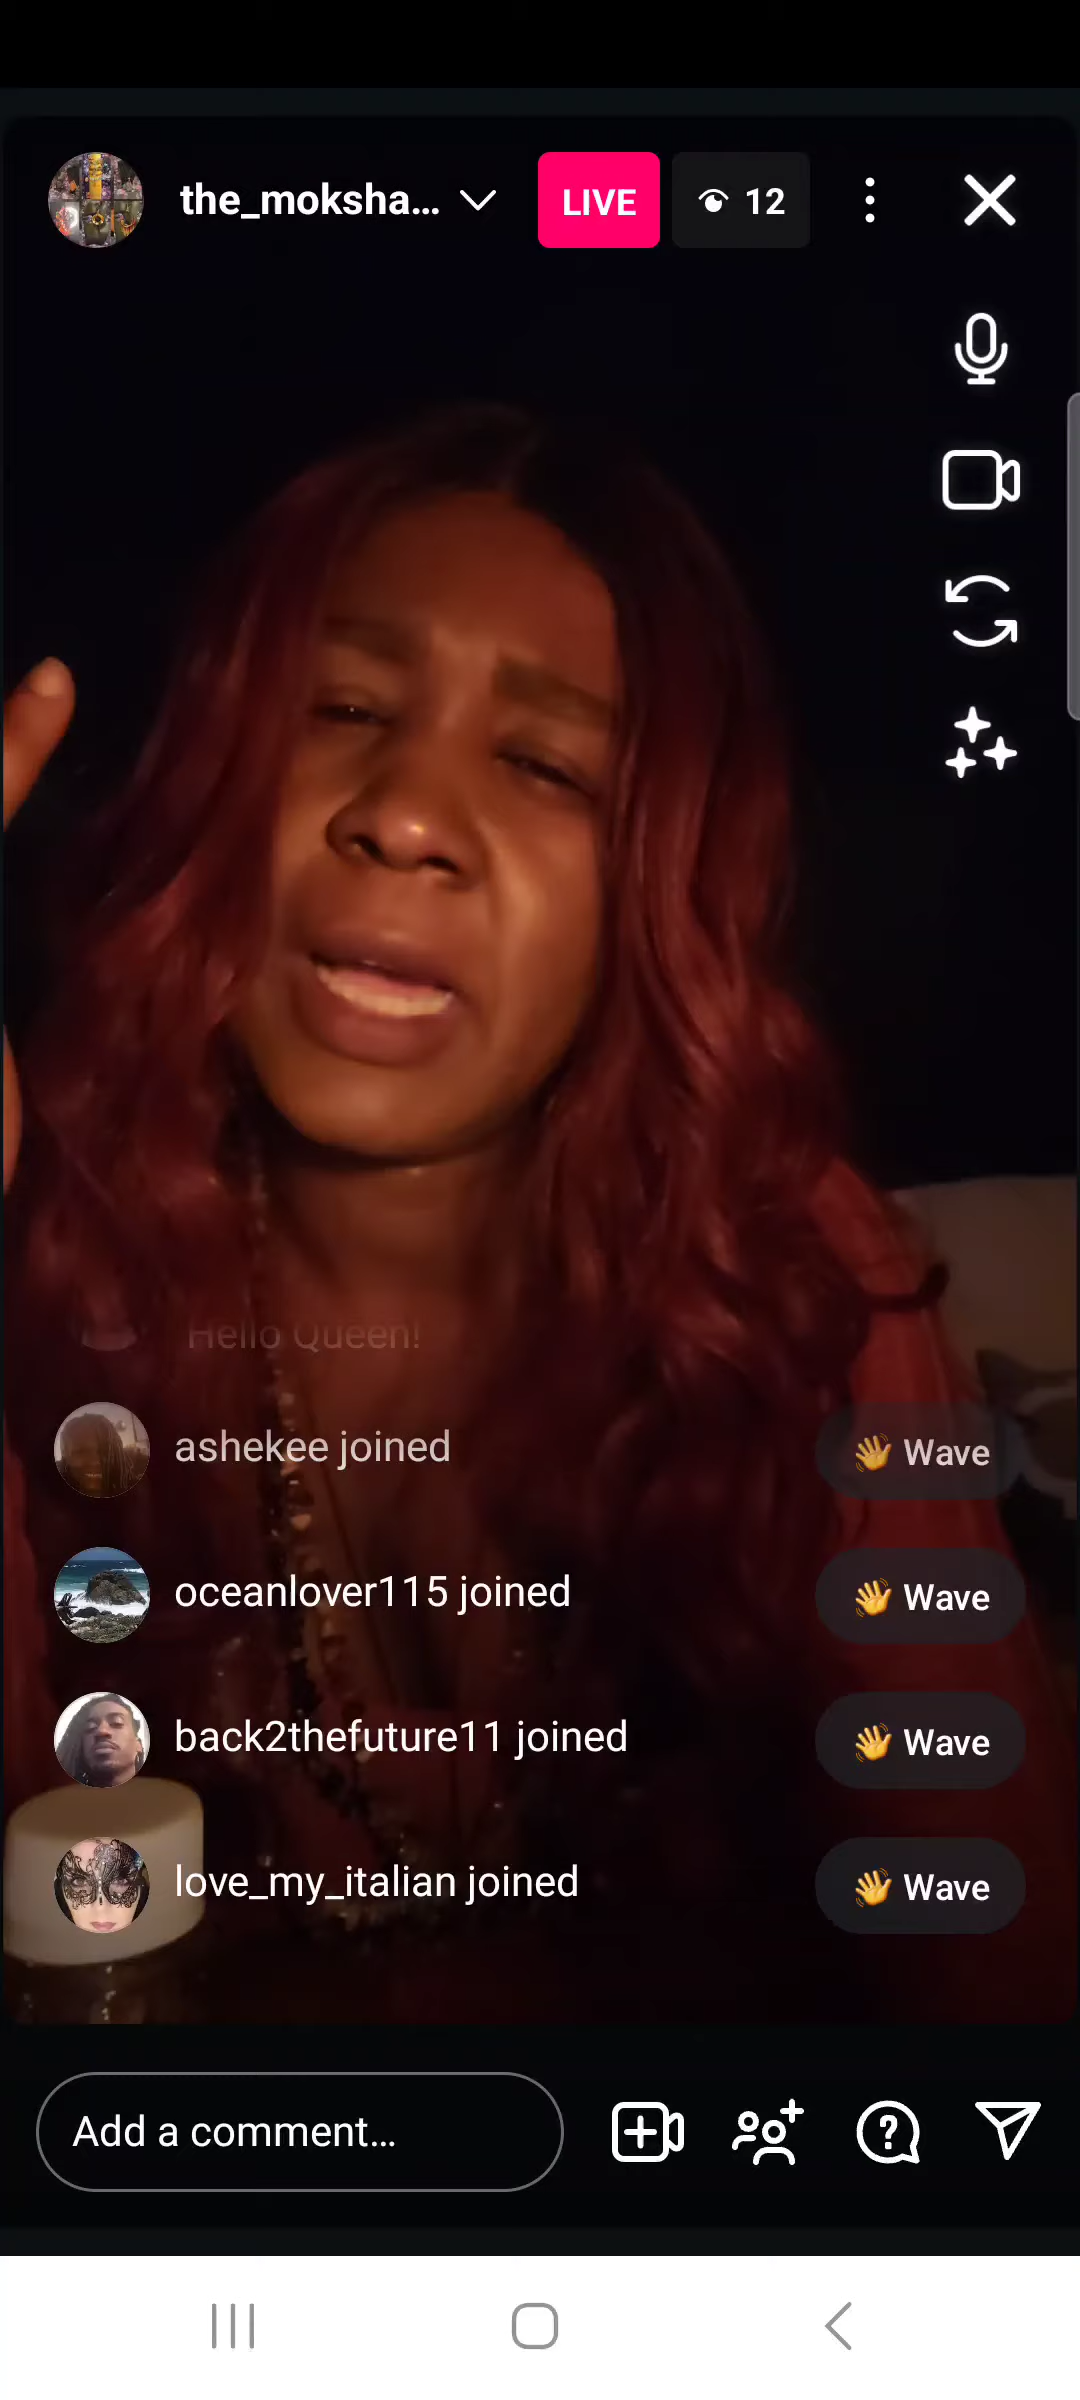 the_moksha...
LIVE
12
Hello Queen!
ashekee joined
👋 Wave
oceanlover115 joined
👋 Wave
back2thefuture11 joined
👋 Wave
love_my_italian joined
👋 Wave
Add a comment...